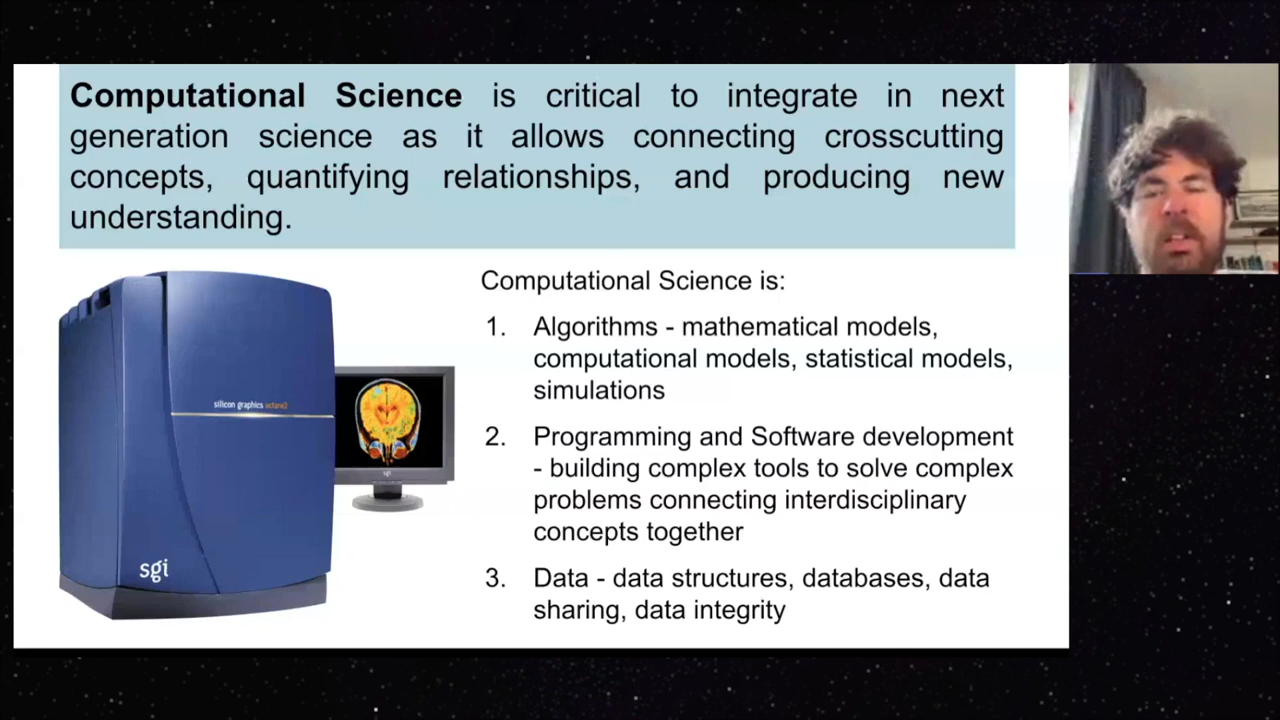 Computational Science is critical to integrate in next
generation science as it allows connecting crosscutting
concepts, quantifying relationships, and producing new
understanding.
Computational Science is:
1. Algorithms - mathematical models,
computational models, statistical models,
simulations
2. Programming and Software development
- building complex tools to solve complex
problems connecting interdisciplinary
concepts together
3. Data - data structures, databases, data
sharing, data integrity
silicon graphics octane2
sgi
sgi